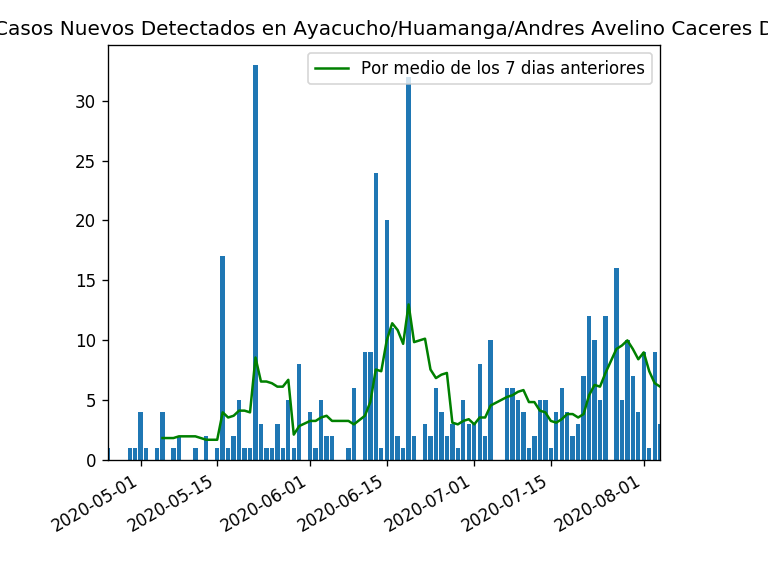 Casos Nuevos Detectados en Ayacucho/Huamanga/Andres Avelino Caceres D
Por medio de los 7 dias anteriores
30
25
20
15
10
5
0
2020-05-01 2020-05-15 2020-06-01 2020-06-15 2020-07-01 2020-07-15 2020-08-01